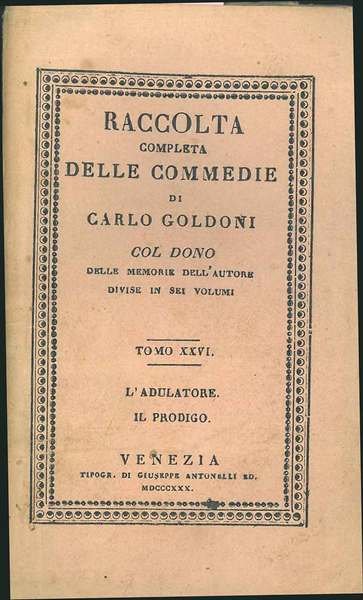 RACCOLTA
COMPLETA
DELLE COMMEDIE
DI
CARLO GOLDONI
COL DONO
DELLE MEMORIE DELL'AUTORE
DIVISE IN SEI VOLUMI
TOMO XXVI.
L'ADULATORE.
IL PRODIGO.
VENEZIA
TIPOGR. DI GIUSEPPE ANTONELLI ED.
MDCCCXXX.